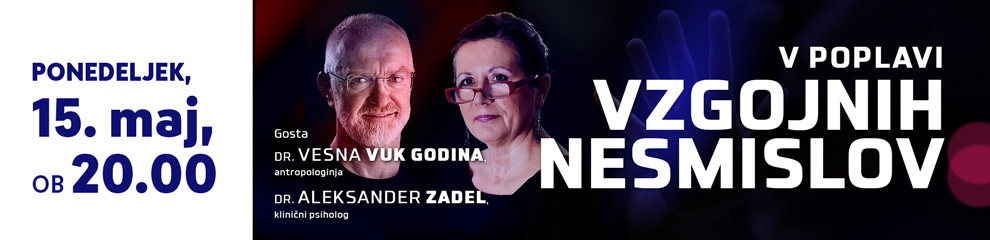 PONEDELJEK,
15. maj,
OB 20.00
Gosta
DR. VESNA VUK GODINA,
antropologinja
DR. ALEKSANDER ZADEL,
klinični psiholog
V POPLAVI
VZGOJNIH
NESMISLOV